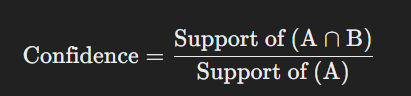 Confidence = Support of (A ∩ B) / Support of (A)